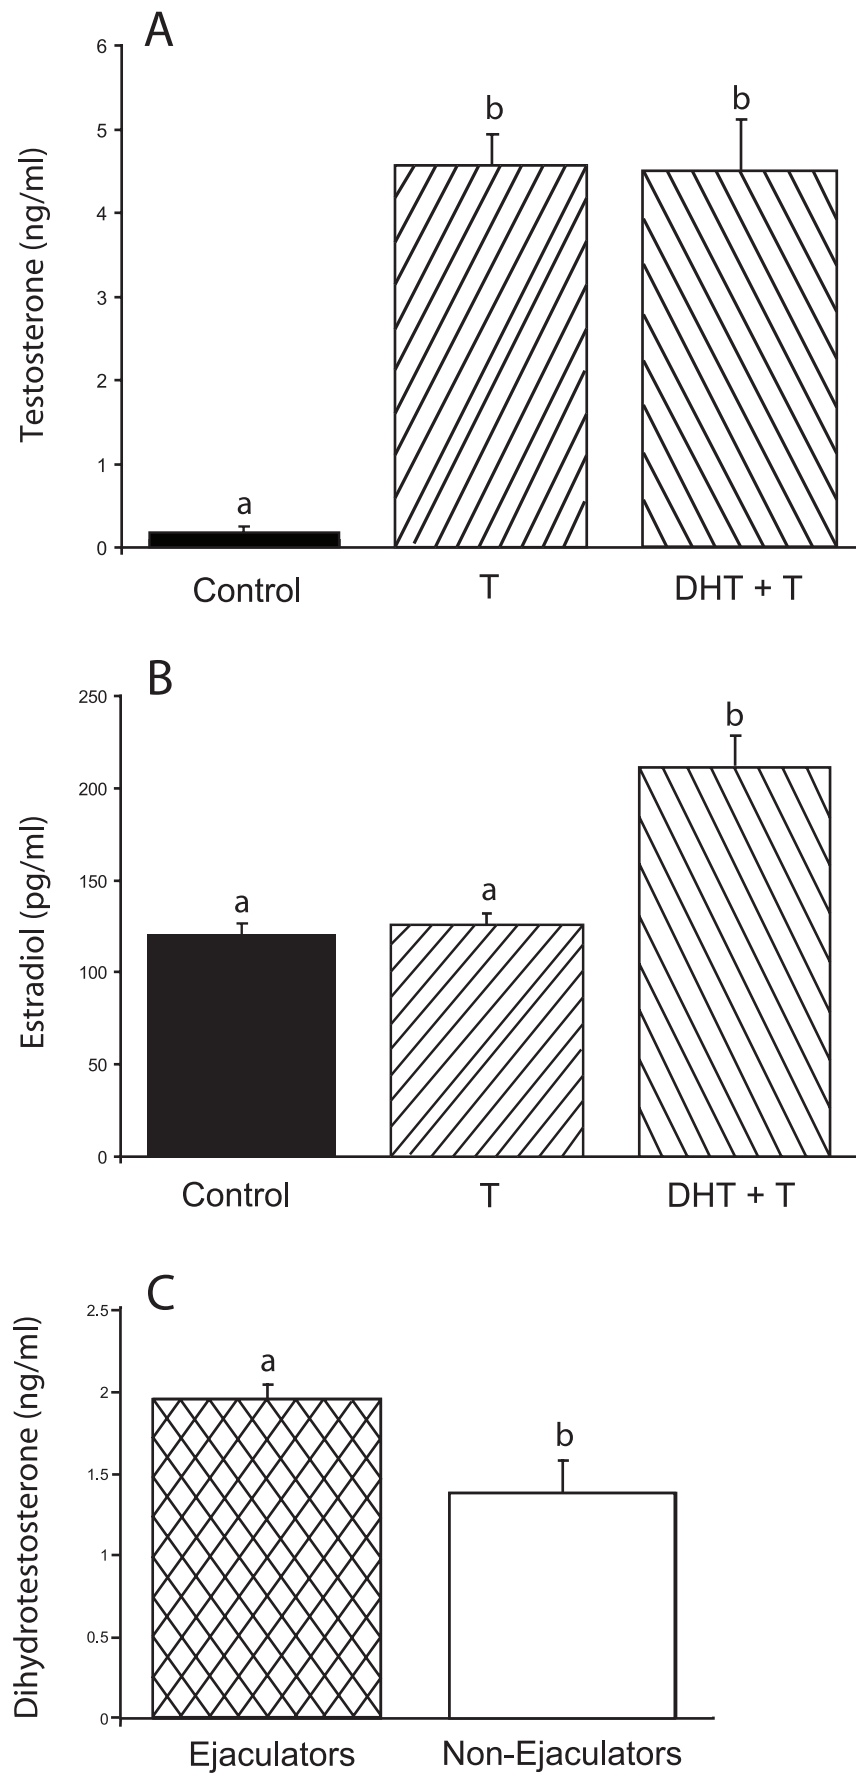 A
6
5
4
3
2
1
0
Testosterone (ng/ml)
a
b
b
Control
T
DHT + T
B
250
200
150
100
50
0
Estradiol (pg/ml)
a
a
b
Control
T
DHT + T
C
2.5
2
1.5
1
0.5
0
Dihydrotestosterone (ng/ml)
a
b
Ejaculators
Non-Ejaculators